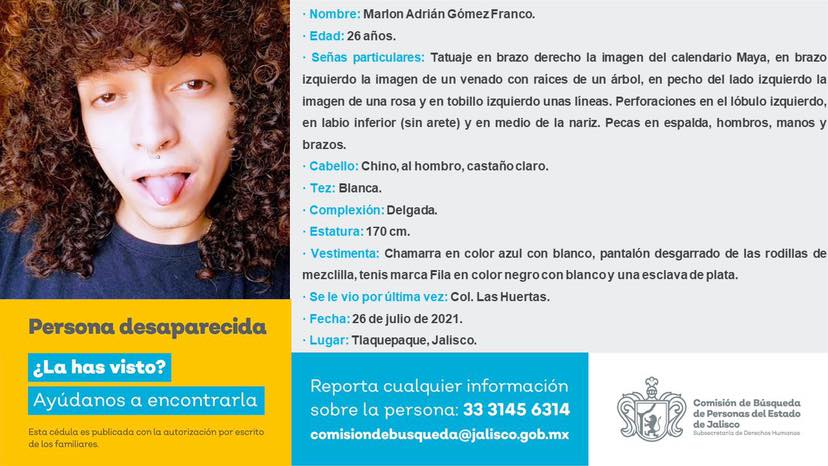 · Nombre: Marlon Adrián Gómez Franco.
· Edad: 26 años.
· Señas particulares: Tatuaje en brazo derecho la imagen del calendario Maya, en brazo
izquierdo la imagen de un venado con raices de un árbol, en pecho del lado izquierdo la
imagen de una rosa y en tobillo izquierdo unas líneas. Perforaciones en el lóbulo izquierdo,
en labio inferior (sin arete) y en medio de la nariz. Pecas en espalda, hombros, manos y
brazos.
· Cabello: Chino, al hombro, castaño claro.
· Tez: Blanca.
· Complexión: Delgada.
· Estatura: 170 cm.
· Vestimenta: Chamarra en color azul con blanco, pantalón desgarrado de las rodillas de
mezclilla, tenis marca Fila en color negro con blanco y una esclava de plata.
· Se le vio por última vez: Col. Las Huertas.
· Fecha: 26 de julio de 2021.
· Lugar: Tlaquepaque, Jalisco.
Persona desaparecida
¿La has visto?
Ayúdanos a encontrarla
Esta cédula es publicada con la autorización por escrito
de los familiares.
Reporta cualquier información
sobre la persona: 33 3145 6314
comisiondebusqueda@jalisco.gob.mx
Comisión de Búsqueda
de Personas del Estado
de Jalisco
Subsecretaría de Derechos Humanos